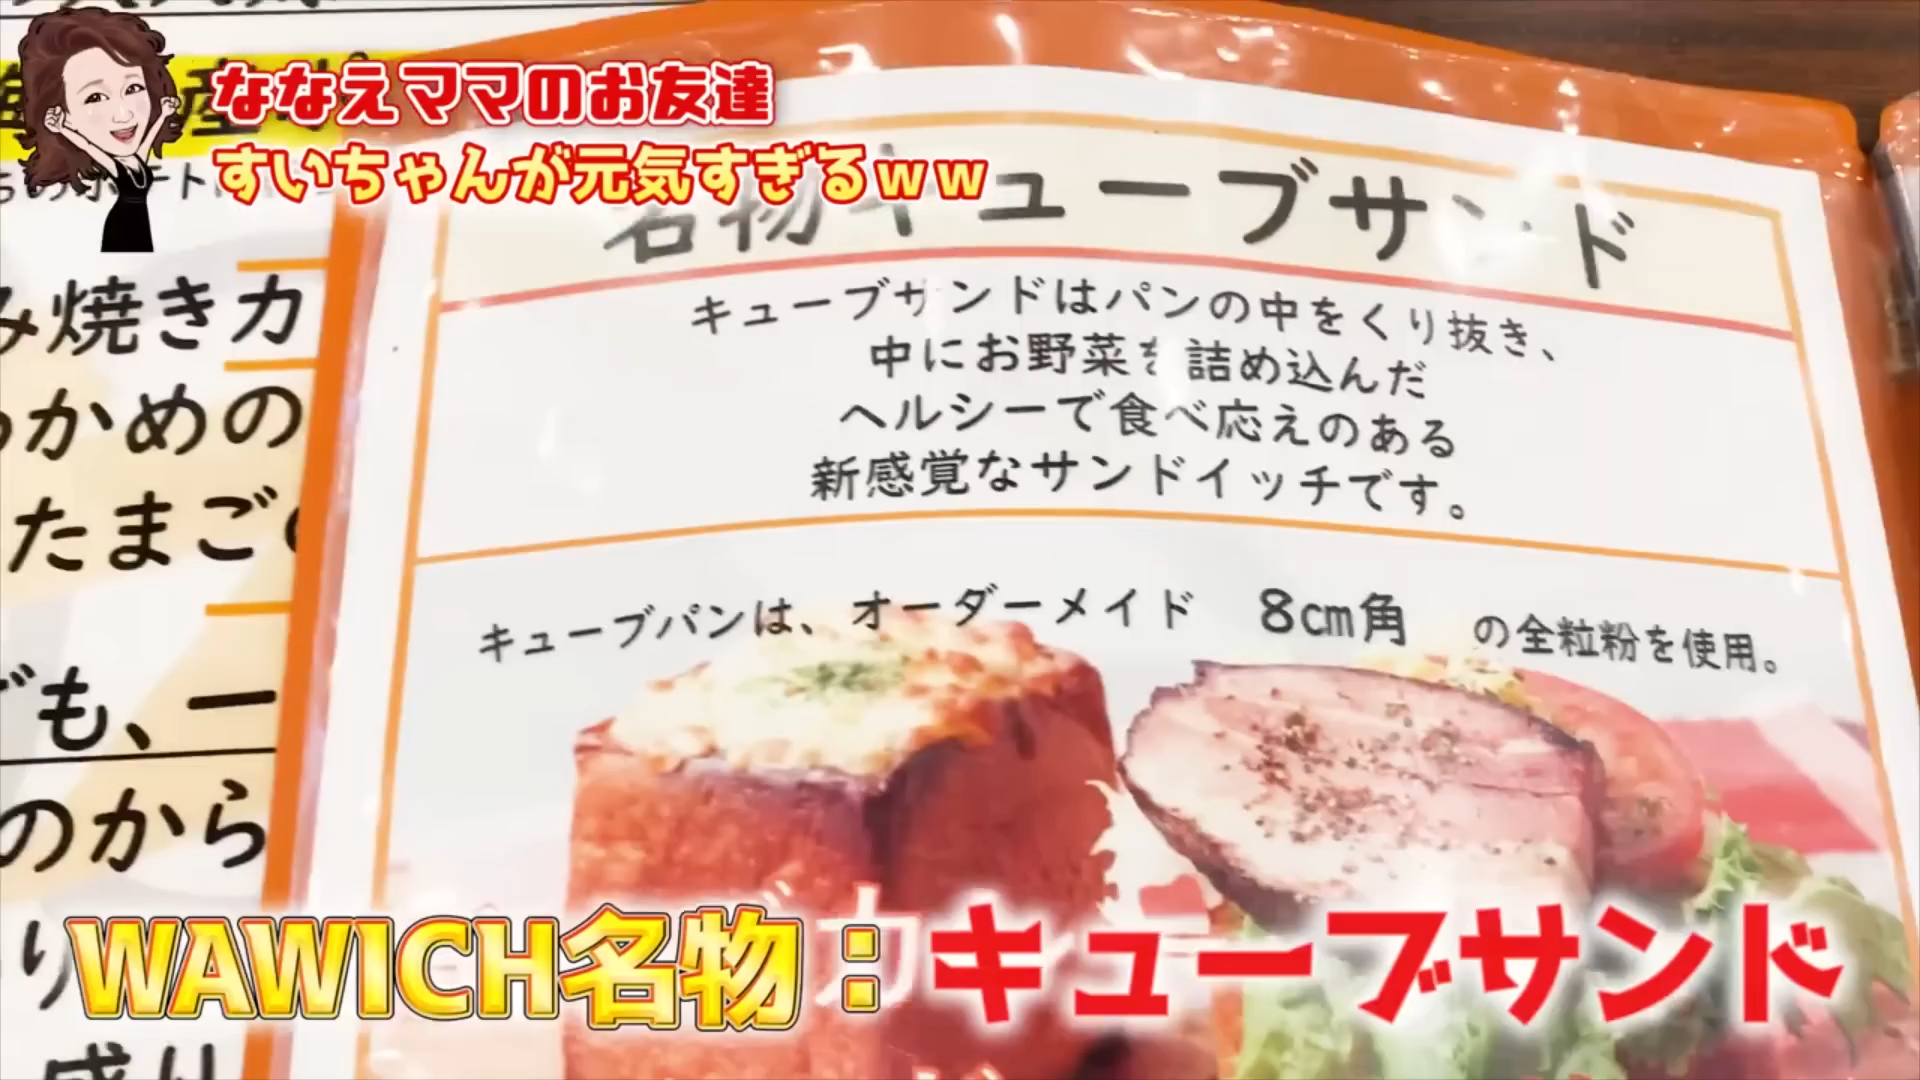 ななえママのお友達
すいちゃんが元気すぎるww
名物キューブサンド
キューブサンドはパンの中をくり抜き、
中にお野菜を詰め込んだ
ヘルシーで食べ応えのある
新感覚なサンドイッチです。
キューブパンは、オーダーメイド 8cm角 の全粒粉を使用。
み焼きカ
わかめの
たまご
でも、一
のから
盛り
WAWICH名物：キューブサンド